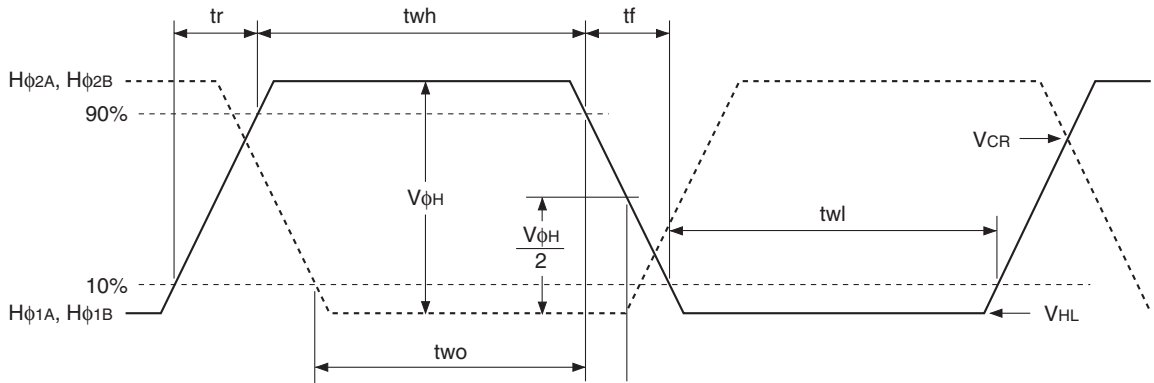 tr twh tf
Hϕ2A, Hϕ2B
90%
VCR
VϕH
VϕH
2
twl
10%
Hϕ1A, Hϕ1B
VHL
two